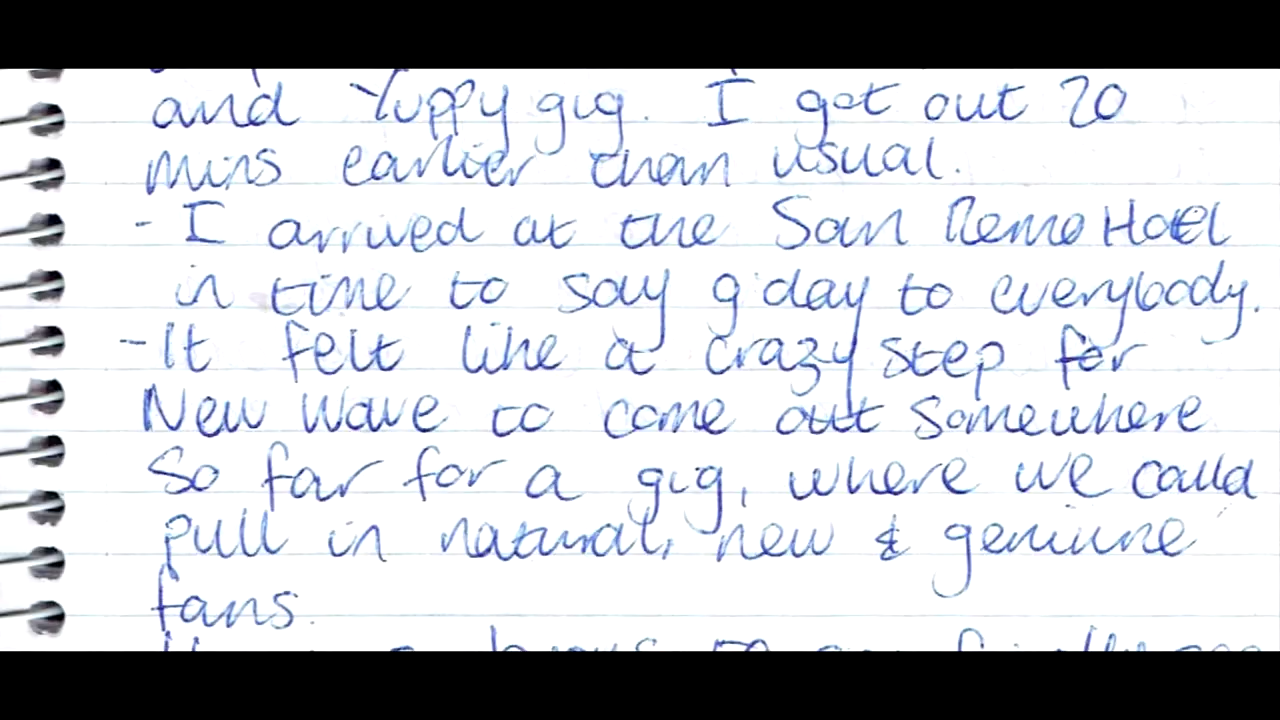 and Yuppy gig. I got out 20
mins earlier than usual.
- I arrived at the San Remo Hotel
in time to say g'day to everybody.
- It felt like a crazy step for
New Wave to come out somewhere
so far for a gig, where we could
pull in natural, new & genuine
fans.